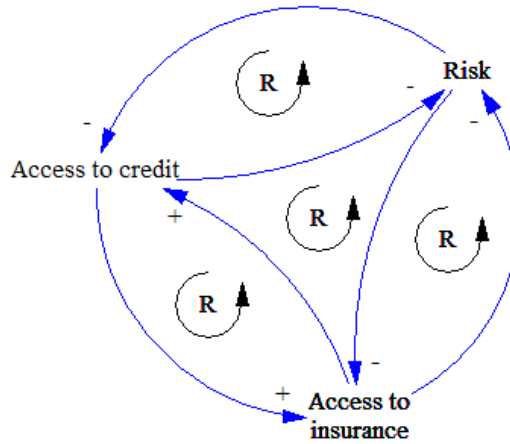 R
Risk
-
-
-
Access to credit
R
+
R
R
-
+
Access to
insurance